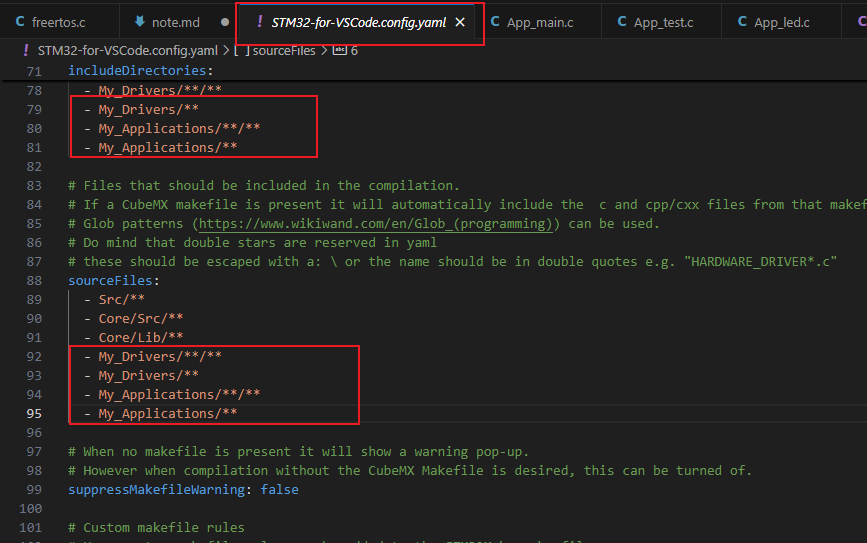 C freertos.c
note.md
! STM32-for-VSCode.config.yaml ×
C App_main.c
C App_test.c
C App_led.c
C
! STM32-for-VSCode.config.yaml > [ ] sourceFiles > abc 6
71 includeDirectories:
78 - My_Drivers/**/**
79 - My_Drivers/**
80 - My_Applications/**/**
81 - My_Applications/**
82
83 # Files that should be included in the compilation.
84 # If a CubeMX makefile is present it will automatically include the  c and cpp/cxx files from that makef
85 # Glob patterns (https://www.wikiwand.com/en/Glob_(programming)) can be used.
86 # Do mind that double stars are reserved in yaml
87 # these should be escaped with a: \ or the name should be in double quotes e.g. "HARDWARE_DRIVER*.c"
88 sourceFiles:
89 - Src/**
90 - Core/Src/**
91 - Core/Lib/**
92 - My_Drivers/**/**
93 - My_Drivers/**
94 - My_Applications/**/**
95 - My_Applications/**
96
97 # When no makefile is present it will show a warning pop-up.
98 # However when compilation without the CubeMX Makefile is desired, this can be turned of.
99 suppressMakefileWarning: false
100
101 # Custom makefile rules